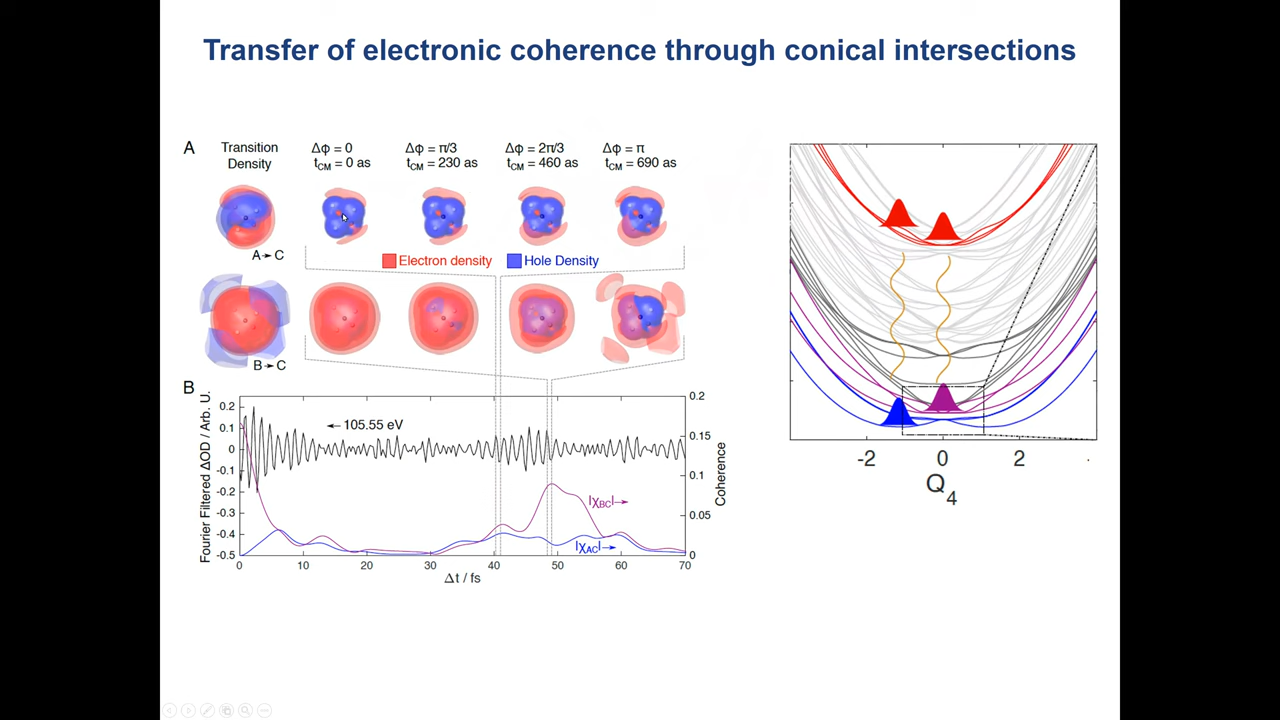 Transfer of electronic coherence through conical intersections
A
Transition
Density
Δφ = 0
t_CM = 0 as
Δφ = π/3
t_CM = 230 as
Δφ = 2π/3
t_CM = 460 as
Δφ = π
t_CM = 690 as
A→C
Electron density
Hole Density
B→C
B
Fourier Filtered ΔOD / Arb. U.
0.2
0.1
0
-0.1
-0.2
-0.3
-0.4
-0.5
← 105.55 eV
|χ_BC|→
|χ_AC|→
0.2
0.15
0.1
0.05
0
Coherence
0 10 20 30 40 50 60 70
Δt / fs
-2 0 2
Q_4